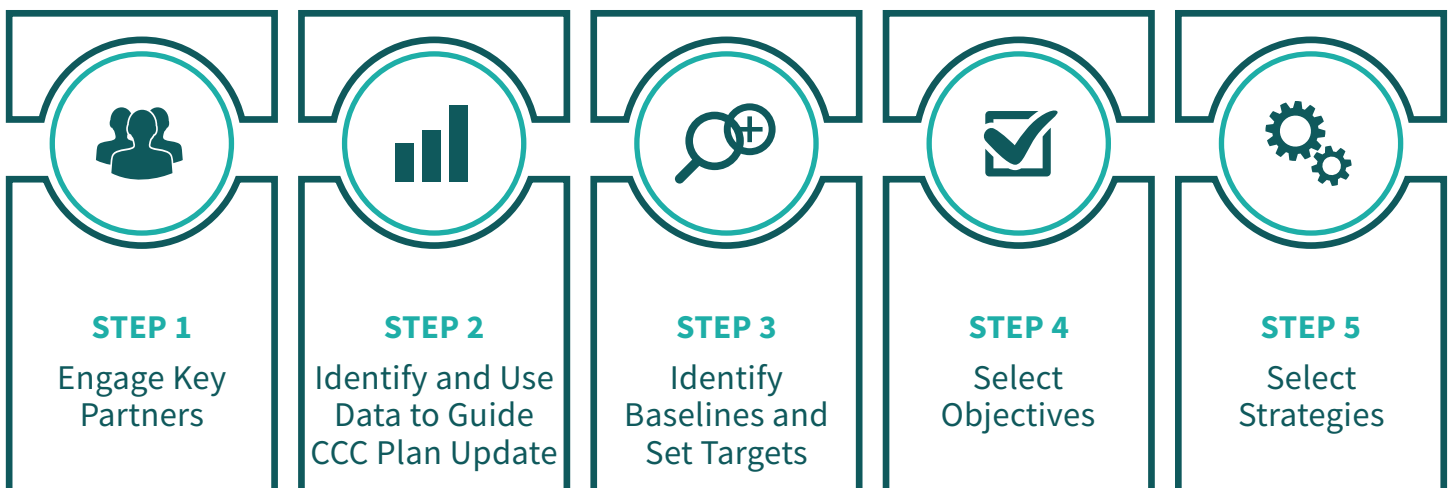 STEP 1
Engage Key
Partners
STEP 2
Identify and Use
Data to Guide
CCC Plan Update
STEP 3
Identify
Baselines and
Set Targets
STEP 4
Select
Objectives
STEP 5
Select
Strategies